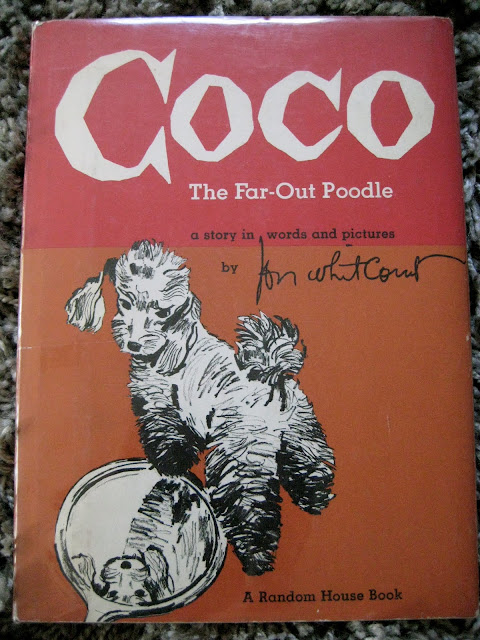 Coco
The Far-Out Poodle
a story in words and pictures
by Jon Whitcomb
A Random House Book